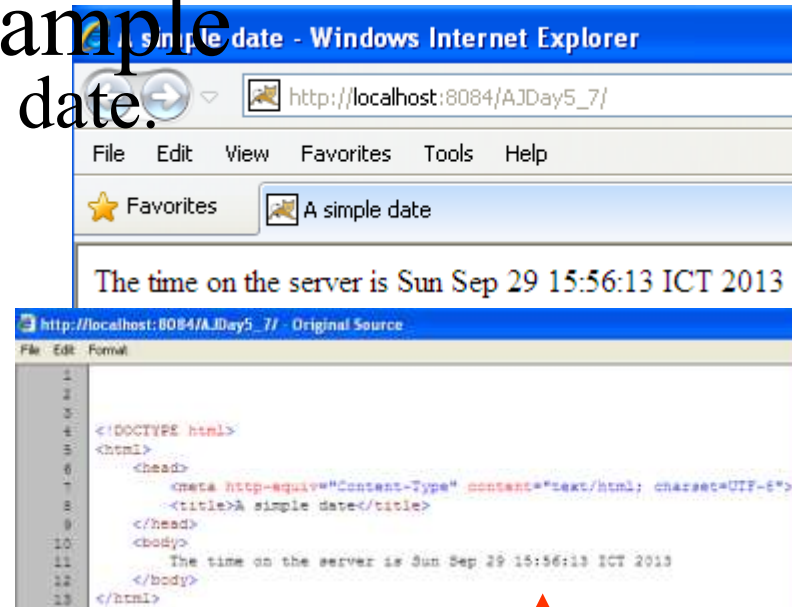 ample
date.
A simple date - Windows Internet Explorer
http://localhost:8084/AJDay5_7/
File Edit View Favorites Tools Help
Favorites A simple date
The time on the server is Sun Sep 29 15:56:13 ICT 2013
http://localhost:8084/AJDay5_7/ - Original Source
File Edit Format
1
2
3
4 <!DOCTYPE html>
5 <html>
6 <head>
7 <meta http-equiv="Content-Type" content="text/html; charset=UTF-8">
8 <title>A simple date</title>
9 </head>
10 <body>
11 The time on the server is Sun Sep 29 15:56:13 ICT 2013
12 </body>
13 </html>